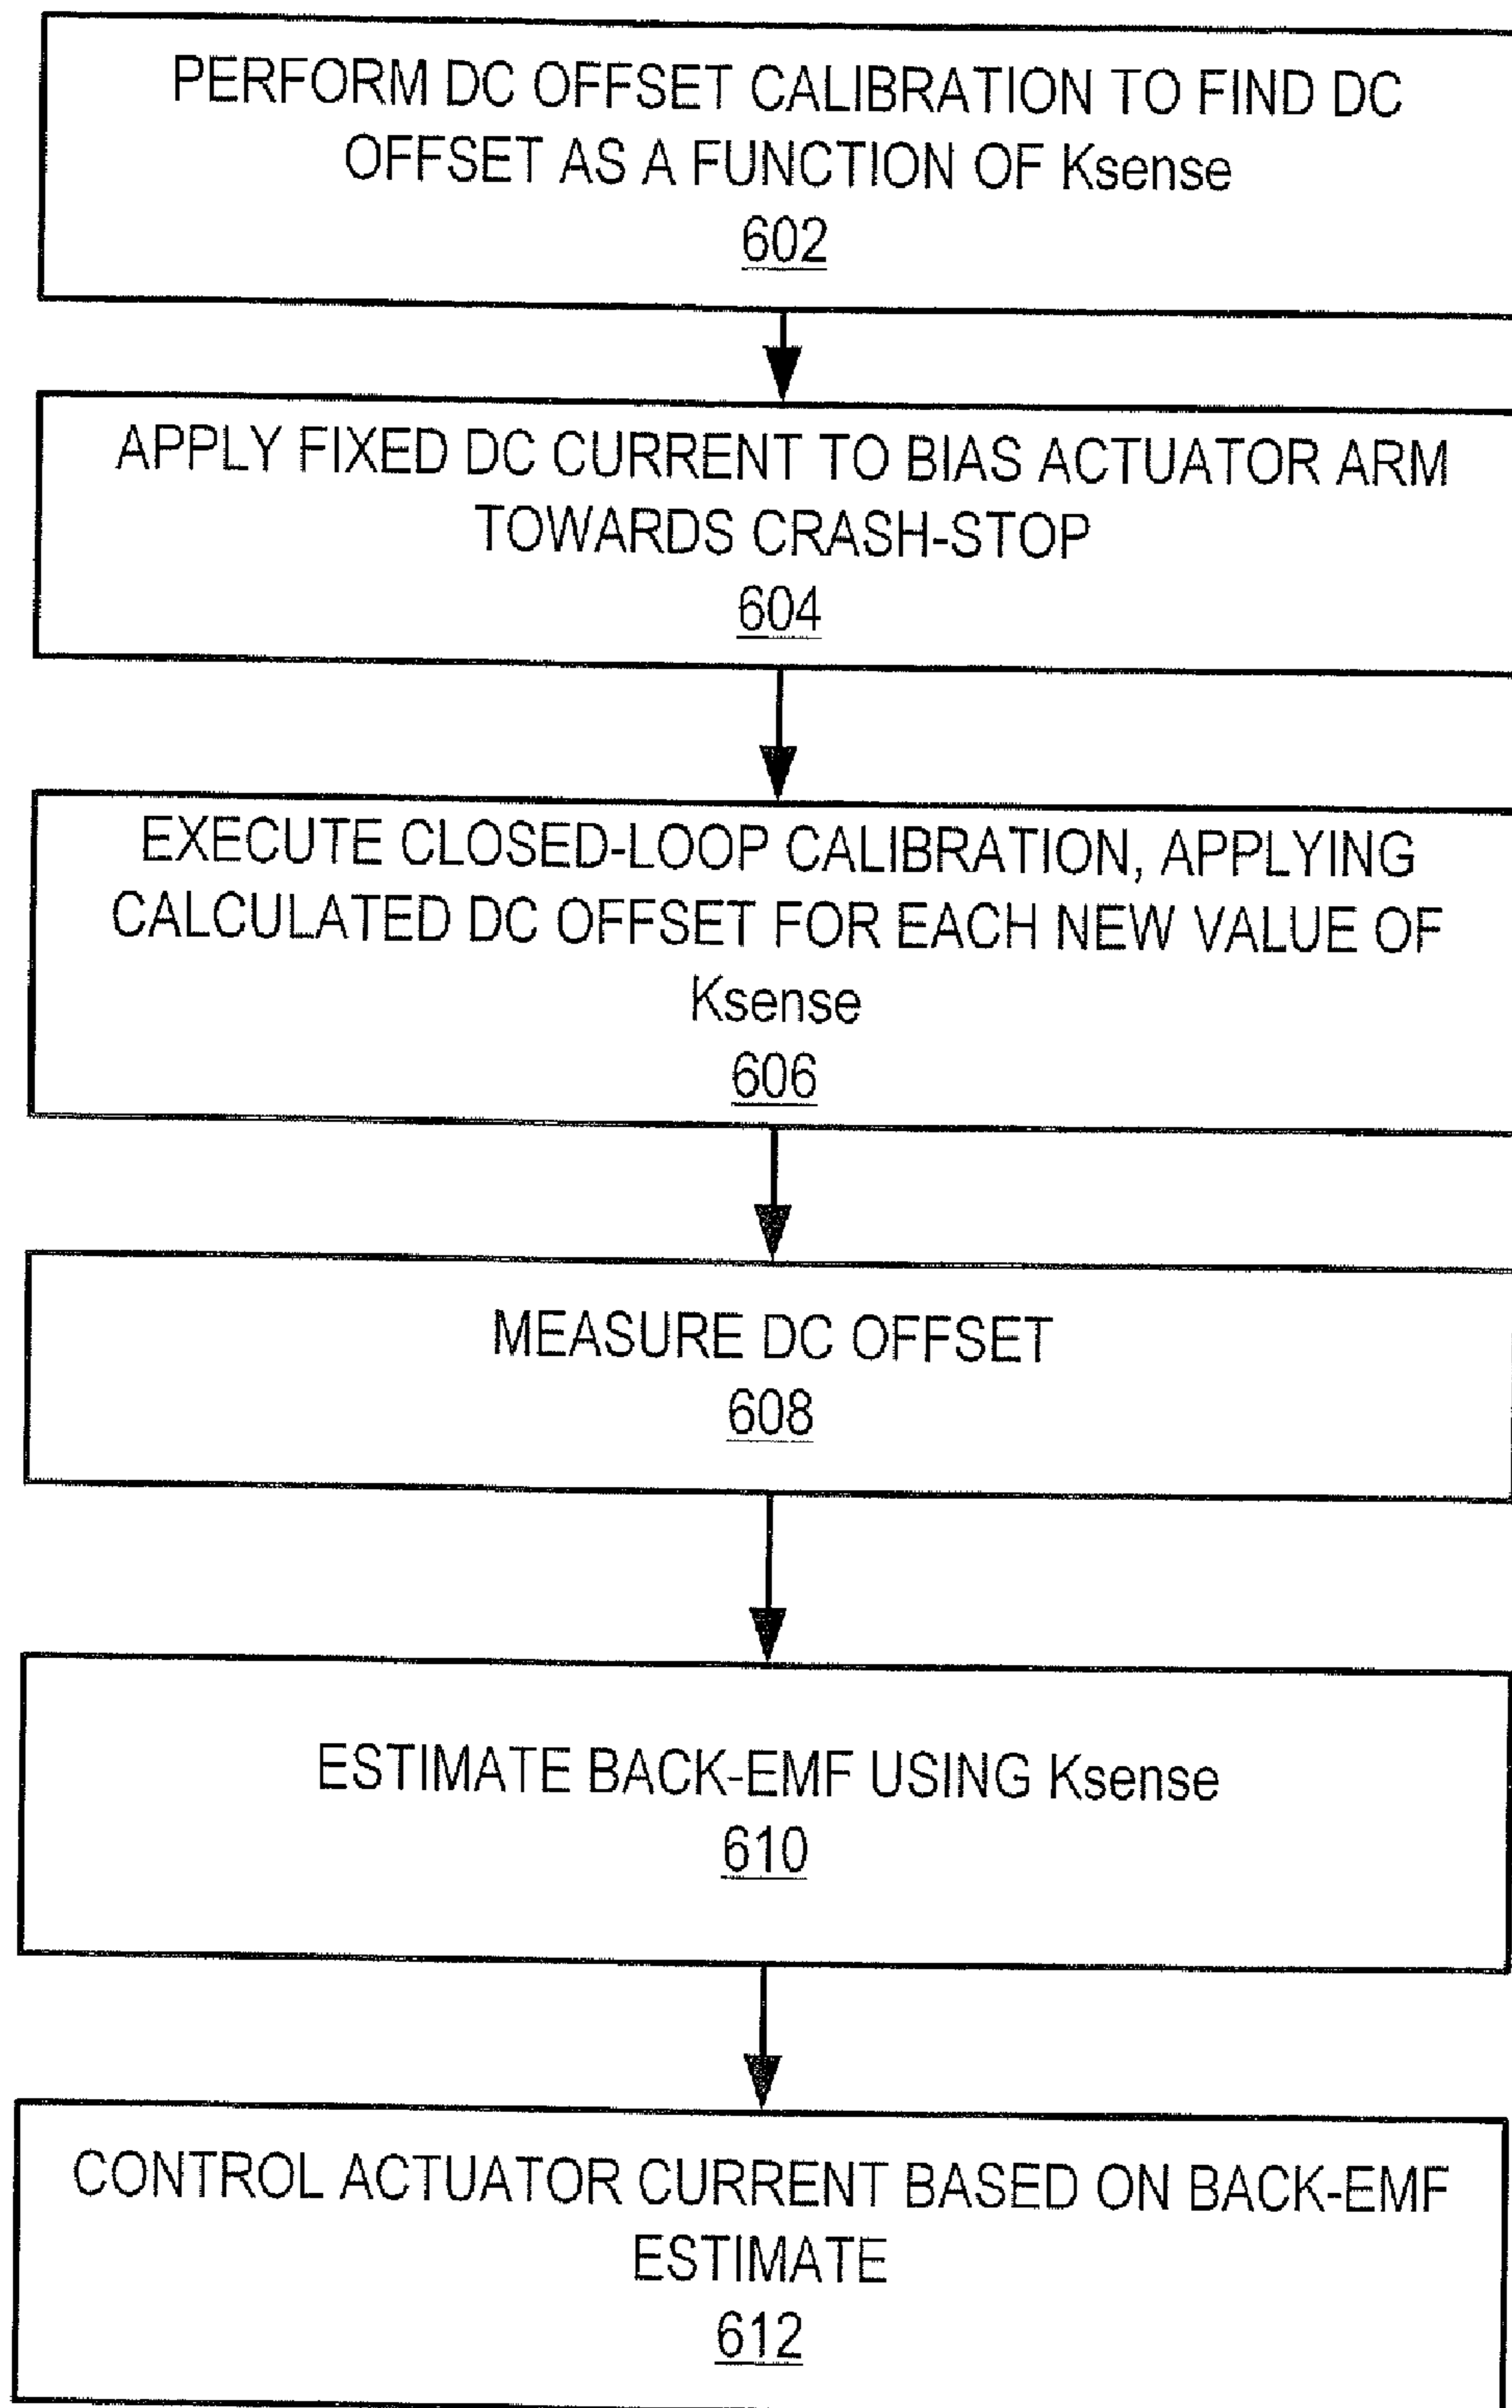 PERFORM DC OFFSET CALIBRATION TO FIND DC
OFFSET AS A FUNCTION OF Ksense
602
APPLY FIXED DC CURRENT TO BIAS ACTUATOR ARM
TOWARDS CRASH-STOP
604
EXECUTE CLOSED-LOOP CALIBRATION, APPLYING
CALCULATED DC OFFSET FOR EACH NEW VALUE OF
Ksense
606
MEASURE DC OFFSET
608
ESTIMATE BACK-EMF USING Ksense
610
CONTROL ACTUATOR CURRENT BASED ON BACK-EMF
ESTIMATE
612